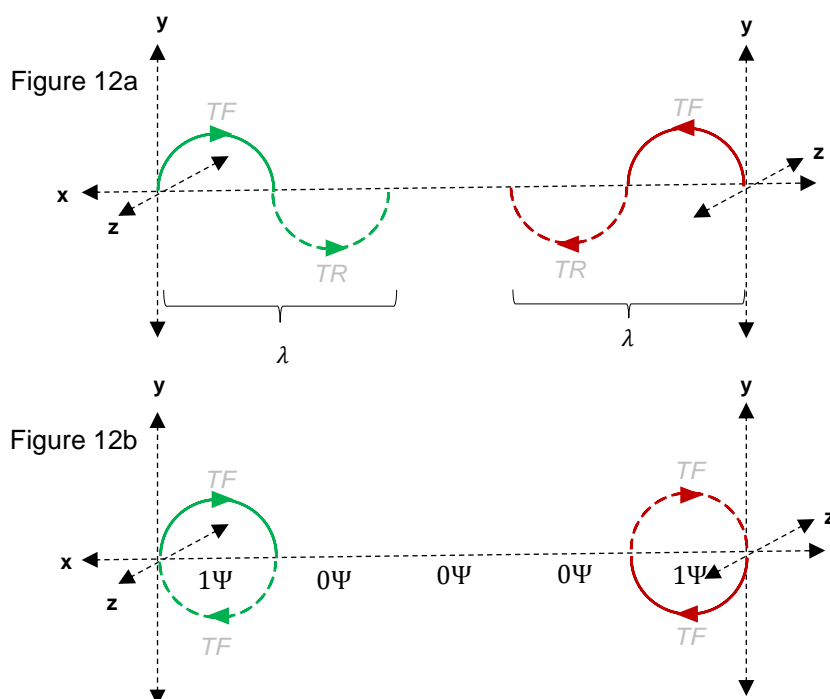 y
y
Figure 12a
TF
TF
z
x
z
TR
TR
λ
λ
y
y
Figure 12b
TF
TF
z
x
1Ψ
0Ψ
0Ψ
0Ψ
1Ψ
z
TF
TF